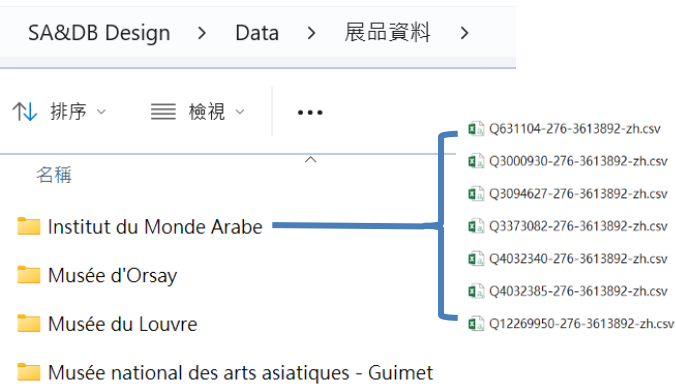 SA&DB Design > Data > 展品資料 >
排序 檢視 •••
名稱
Institut du Monde Arabe
Musée d'Orsay
Musée du Louvre
Musée national des arts asiatiques - Guimet
Q631104-276-3613892-zh.csv
Q3000930-276-3613892-zh.csv
Q3094627-276-3613892-zh.csv
Q3373082-276-3613892-zh.csv
Q4032340-276-3613892-zh.csv
Q4032385-276-3613892-zh.csv
Q12269950-276-3613892-zh.csv